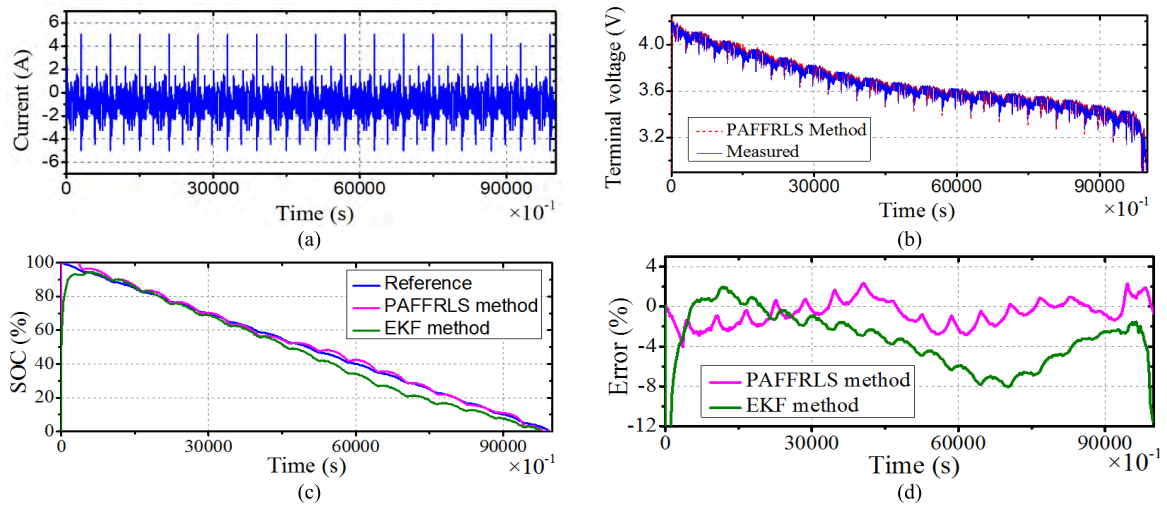 6
4
2
0
-2
-4
-6
Current (A)
0 30000 60000 90000
Time (s) ×10⁻¹
(a)
4.0
3.6
3.2
Terminal voltage (V)
PAFFRLS Method
Measured
0 30000 60000 90000
Time (s) ×10⁻¹
(b)
100
80
60
40
20
0
SOC (%)
Reference
PAFFRLS method
EKF method
0 30000 60000 90000
Time (s) ×10⁻¹
(c)
4
0
-4
-8
-12
Error (%)
PAFFRLS method
EKF method
0 30000 60000 90000
Time (s) ×10⁻¹
(d)